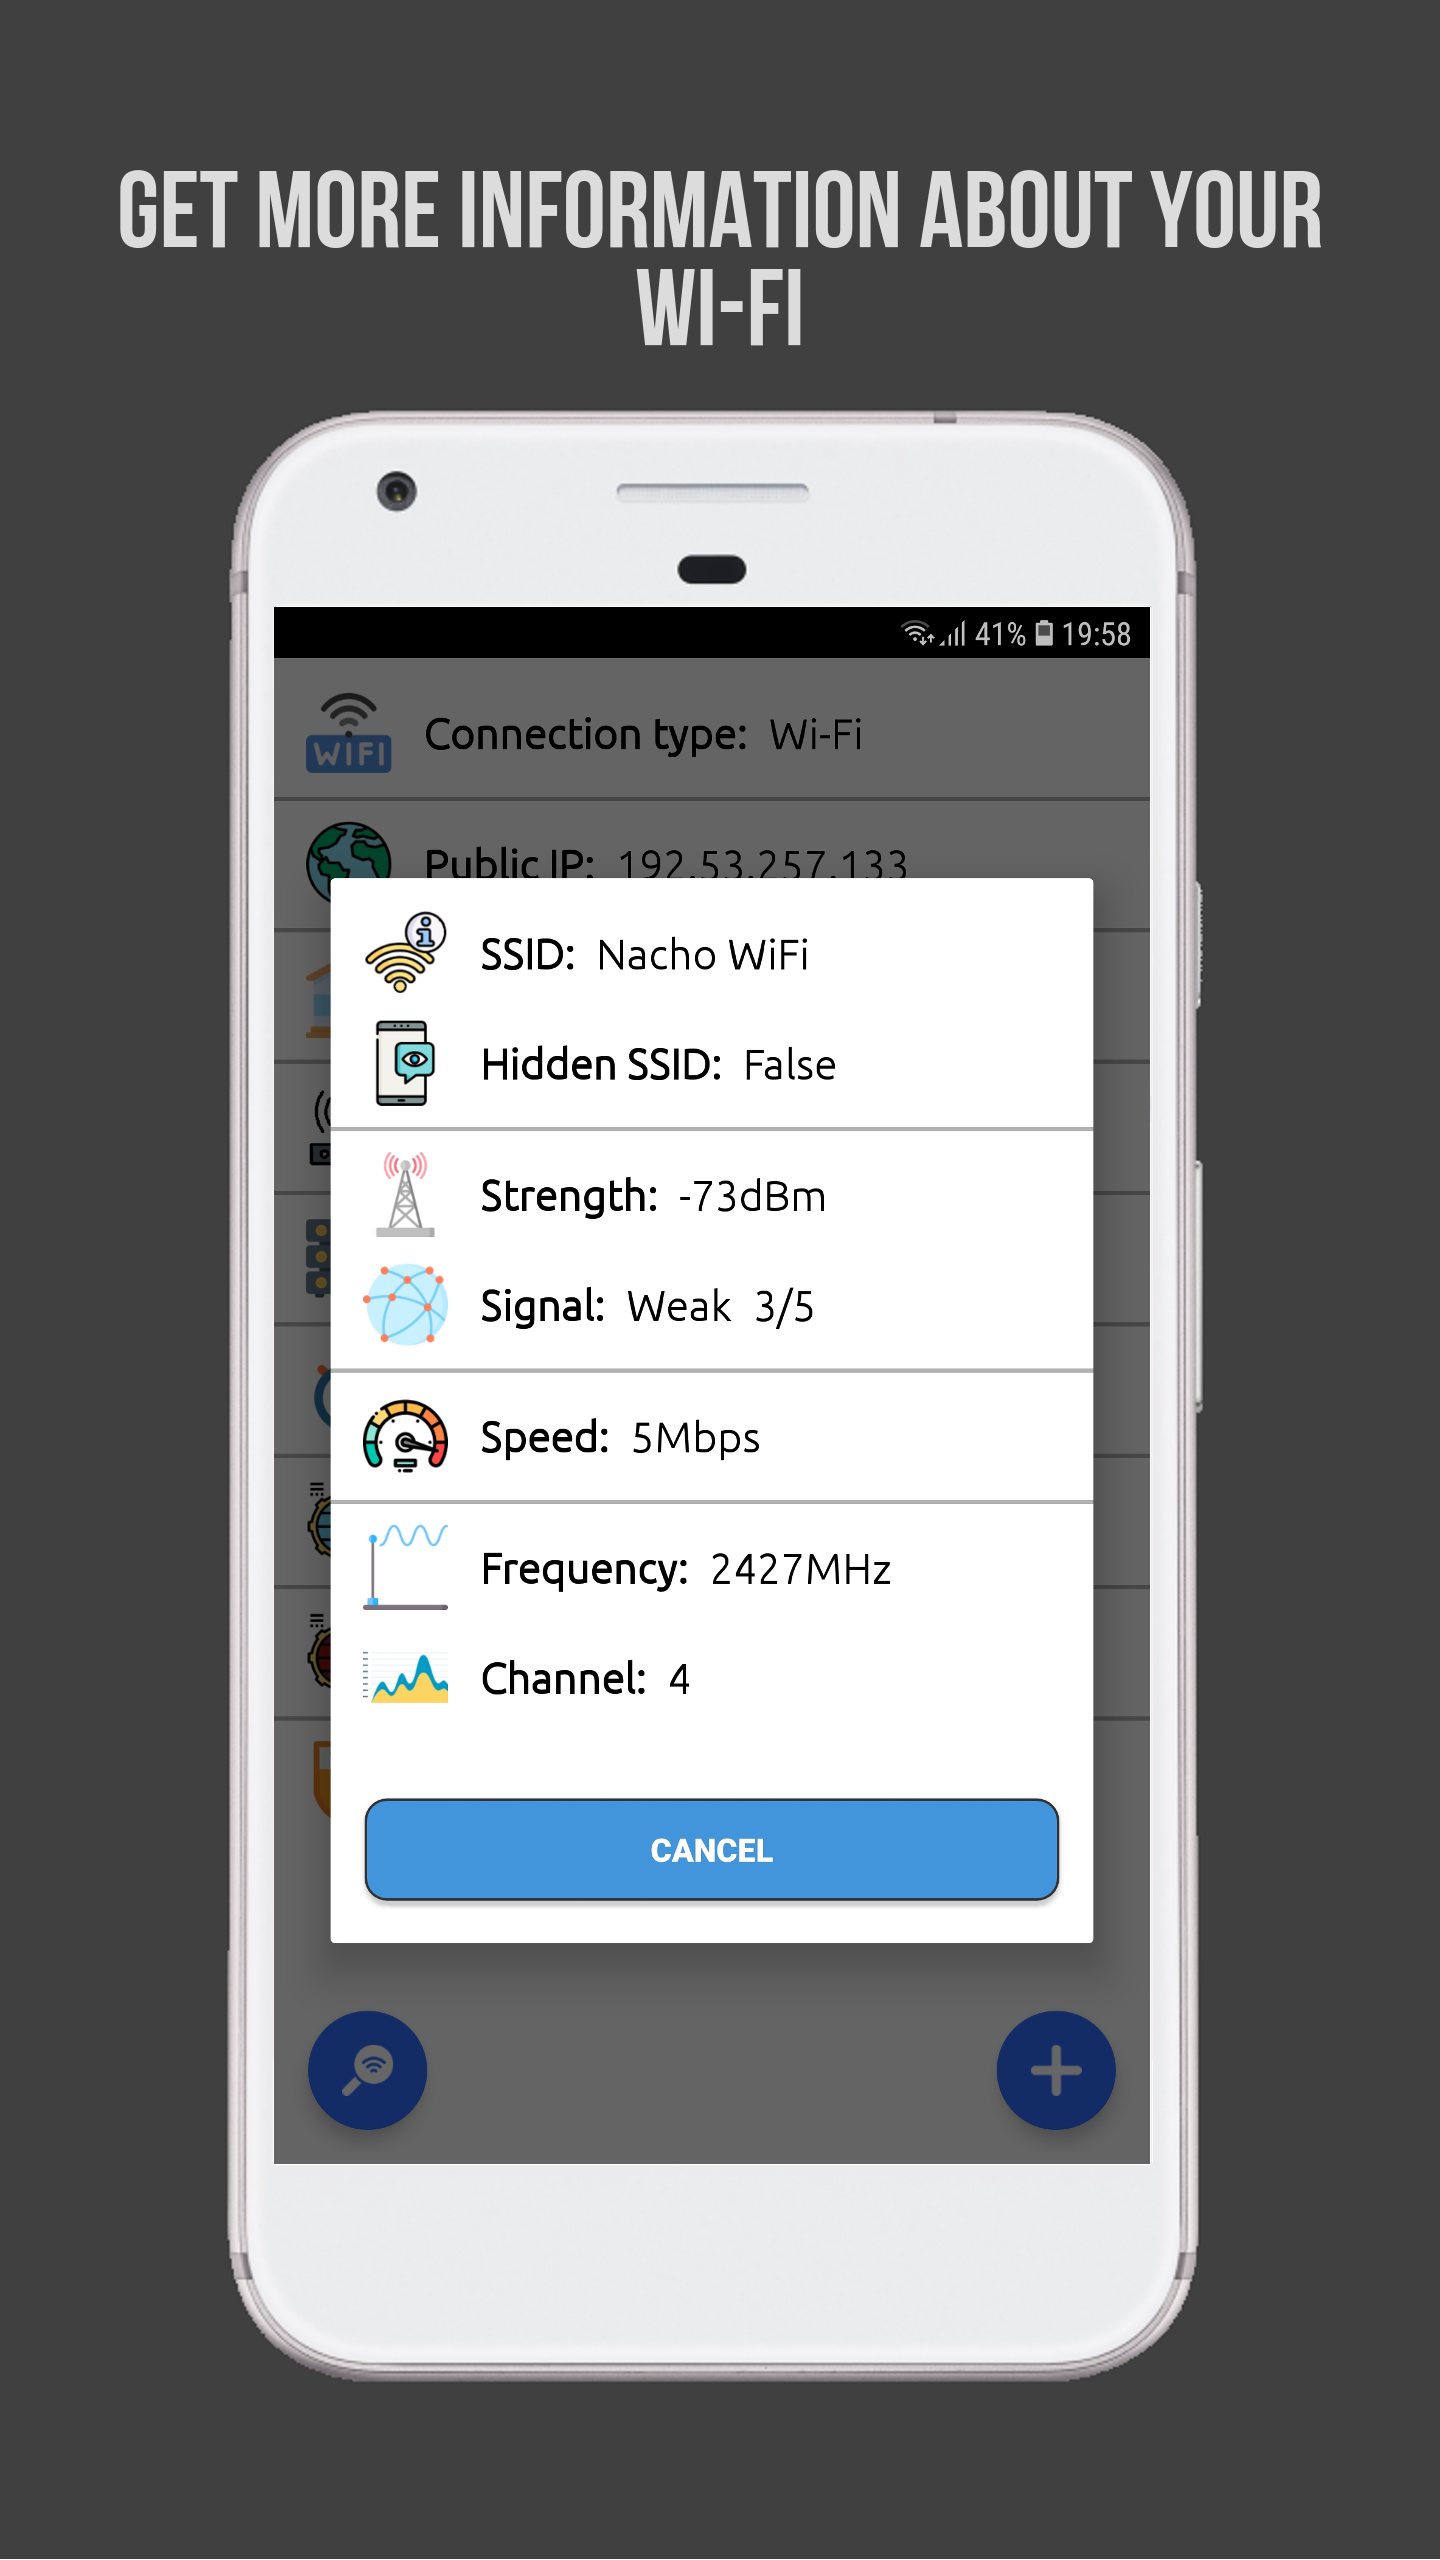 GET MORE INFORMATION ABOUT YOUR
WI-FI
41% 19:58
WIFI
Connection type: Wi-Fi
Public IP: 192.53.257.133
SSID: Nacho WiFi
Hidden SSID: False
Strength: -73dBm
Signal: Weak 3/5
Speed: 5Mbps
Frequency: 2427MHz
Channel: 4
CANCEL